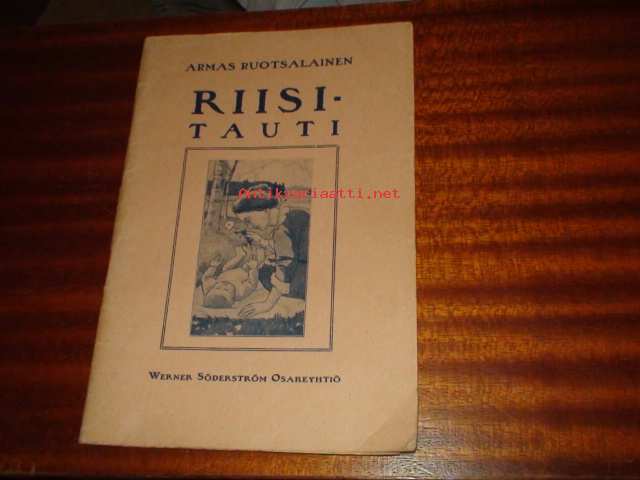 ARMAS RUOTSALAINEN
RIISI-
TAUTI
Antikvariaatti.net
WERNER SÖDERSTRÖM OSAKEYHTIÖ